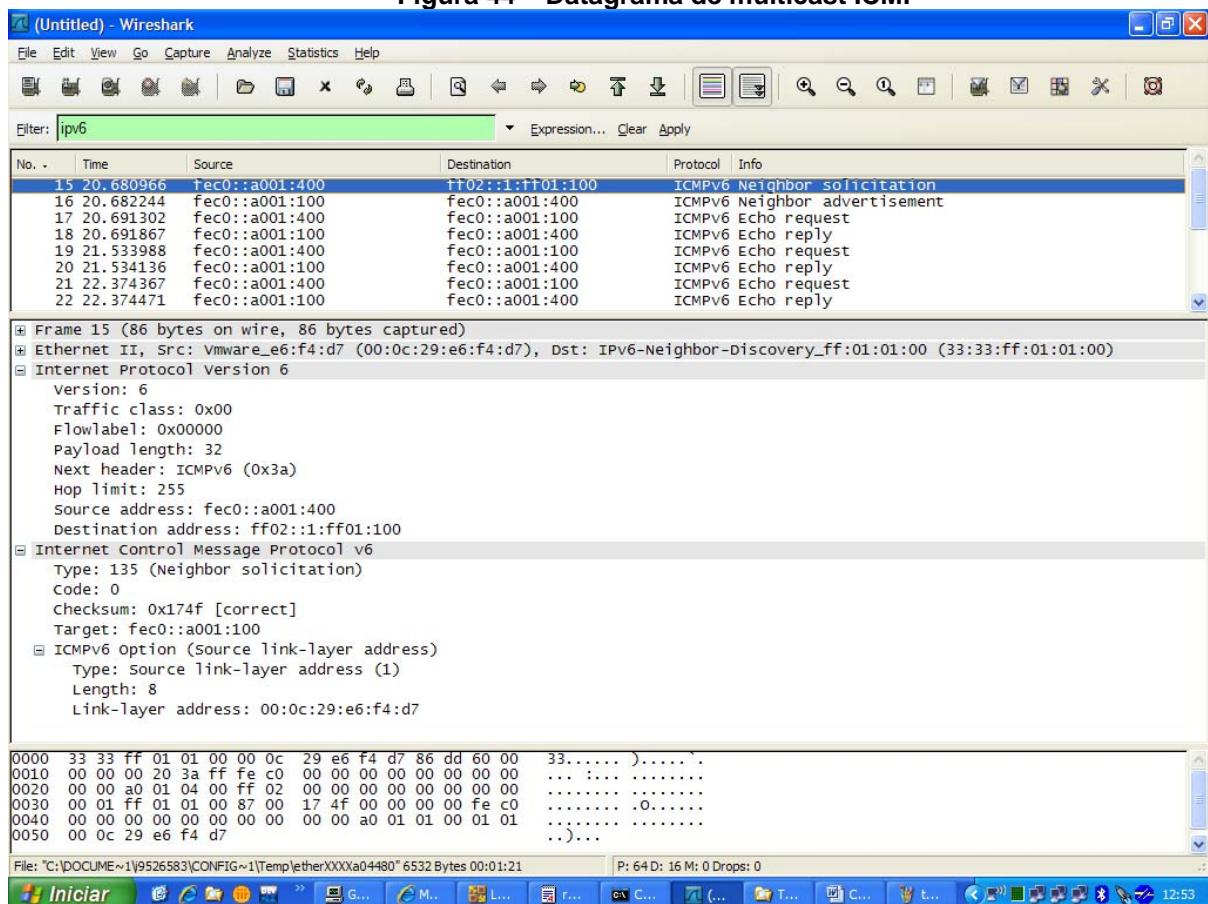 Figura 44 – Datagrama de multicast ICMP
(Untitled) - Wireshark
File Edit View Go Capture Analyze Statistics Help
Filter: ipv6 Expression... Clear Apply
No. - Time Source Destination Protocol Info
15 20.680966 fec0::a001:400 ff02::1:ff01:100 ICMPv6 Neighbor solicitation
16 20.682244 fec0::a001:100 fec0::a001:400 ICMPv6 Neighbor advertisement
17 20.691302 fec0::a001:400 fec0::a001:100 ICMPv6 Echo request
18 20.691867 fec0::a001:100 fec0::a001:400 ICMPv6 Echo reply
19 21.533988 fec0::a001:400 fec0::a001:100 ICMPv6 Echo request
20 21.534136 fec0::a001:100 fec0::a001:400 ICMPv6 Echo reply
21 22.374367 fec0::a001:400 fec0::a001:100 ICMPv6 Echo request
22 22.374471 fec0::a001:100 fec0::a001:400 ICMPv6 Echo reply
Frame 15 (86 bytes on wire, 86 bytes captured)
Ethernet II, Src: Vmware_e6:f4:d7 (00:0c:29:e6:f4:d7), Dst: IPv6-Neighbor-Discovery_ff:01:01:00 (33:33:ff:01:01:00)
Internet Protocol Version 6
Version: 6
Traffic class: 0x00
Flowlabel: 0x00000
Payload length: 32
Next header: ICMPv6 (0x3a)
Hop limit: 255
Source address: fec0::a001:400
Destination address: ff02::1:ff01:100
Internet Control Message Protocol v6
Type: 135 (Neighbor solicitation)
Code: 0
Checksum: 0x174f [correct]
Target: fec0::a001:100
ICMPv6 Option (Source link-layer address)
Type: Source link-layer address (1)
Length: 8
Link-layer address: 00:0c:29:e6:f4:d7
0000 33 33 ff 01 01 00 00 0c 29 e6 f4 d7 86 dd 60 00 33...... ).....`.
0010 00 00 00 20 3a ff fe c0 00 00 00 00 00 00 00 00 ... :... ........
0020 00 00 a0 01 04 00 ff 02 00 00 00 00 00 00 00 00 ........ ........
0030 00 01 ff 01 01 00 87 00 17 4f 00 00 00 00 fe c0 ........ .O......
0040 00 00 00 00 00 00 00 00 00 00 a0 01 01 00 01 01 ........ ........
0050 00 0c 29 e6 f4 d7 ..)...
File: "C:\DOCUME~1\j9526583\CONFIG~1\Temp\etherXXXXa04480" 6532 Bytes 00:01:21 P: 64 D: 16 M: 0 Drops: 0
Iniciar G... M... L... r... C... (... T... C... t... 12:53